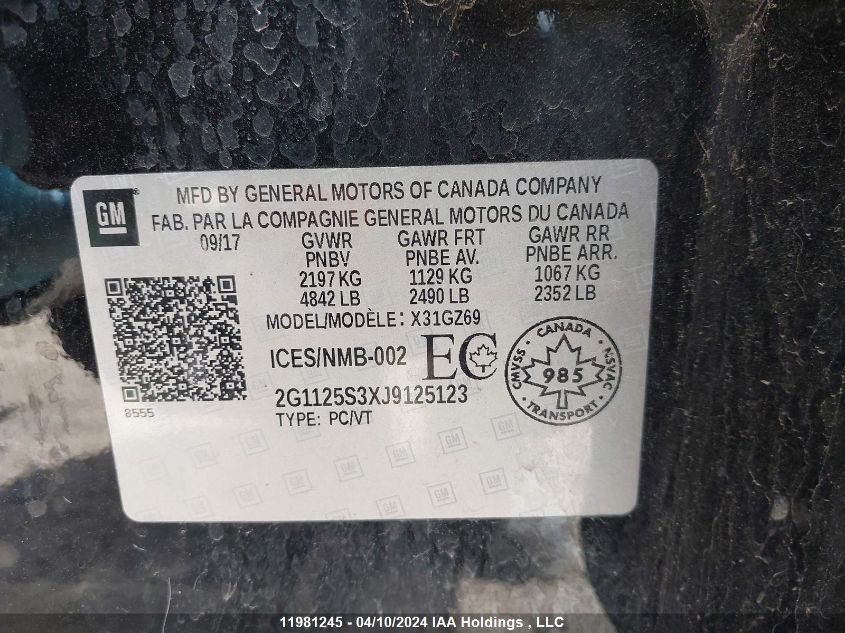 GM
MFD BY GENERAL MOTORS OF CANADA COMPANY
FAB. PAR LA COMPAGNIE GENERAL MOTORS DU CANADA
09/17 GVWR GAWR FRT GAWR RR
PNBV PNBE AV. PNBE ARR.
2197 KG 1129 KG 1067 KG
4842 LB 2490 LB 2352 LB
MODEL/MODÈLE: X31GZ69
ICES/NMB-002 EC
CANADA
CMVSS 985 NSVAC
TRANSPORT
2G1125S3XJ9125123
TYPE: PC/VT
8555
11981245 - 04/10/2024 IAA Holdings , LLC